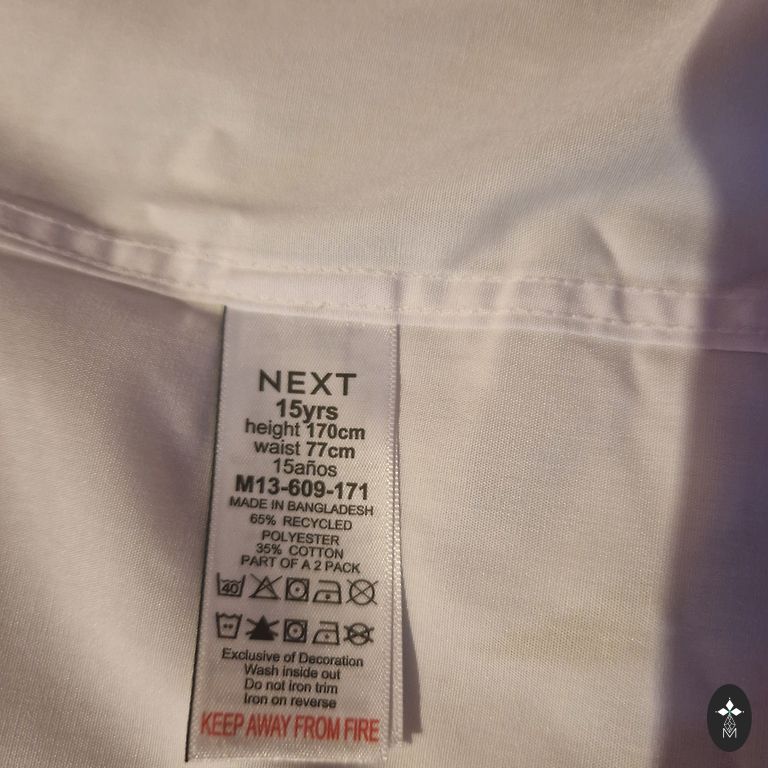 NEXT
15yrs
height 170cm
waist 77cm
15años
M13-609-171
MADE IN BANGLADESH
65% RECYCLED
POLYESTER
35% COTTON
PART OF A 2 PACK
40
Exclusive of Decoration
Wash inside out
Do not iron trim
Iron on reverse
KEEP AWAY FROM FIRE
M